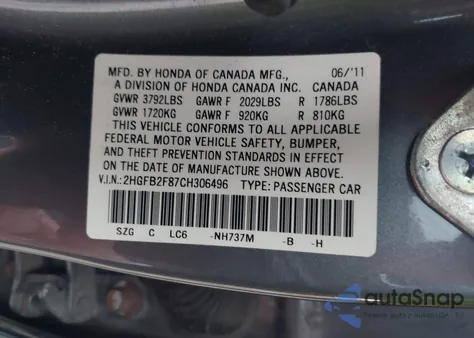 MFD. BY HONDA OF CANADA MFG., 06/'11
A DIVISION OF HONDA CANADA INC. CANADA
GVWR 3792LBS GAWR F 2029LBS R 1786LBS
GVWR 1720KG GAWR F 920KG R 810KG
THIS VEHICLE CONFORMS TO ALL APPLICABLE
FEDERAL MOTOR VEHICLE SAFETY, BUMPER,
AND THEFT PREVENTION STANDARDS IN EFFECT
ON THE DATE OF MANUFACTURE SHOWN ABOVE.
V.I.N.: 2HGFB2F87CH306496 TYPE: PASSENGER CAR
SZG C LC6 -NH737M -B -H
autoSnap